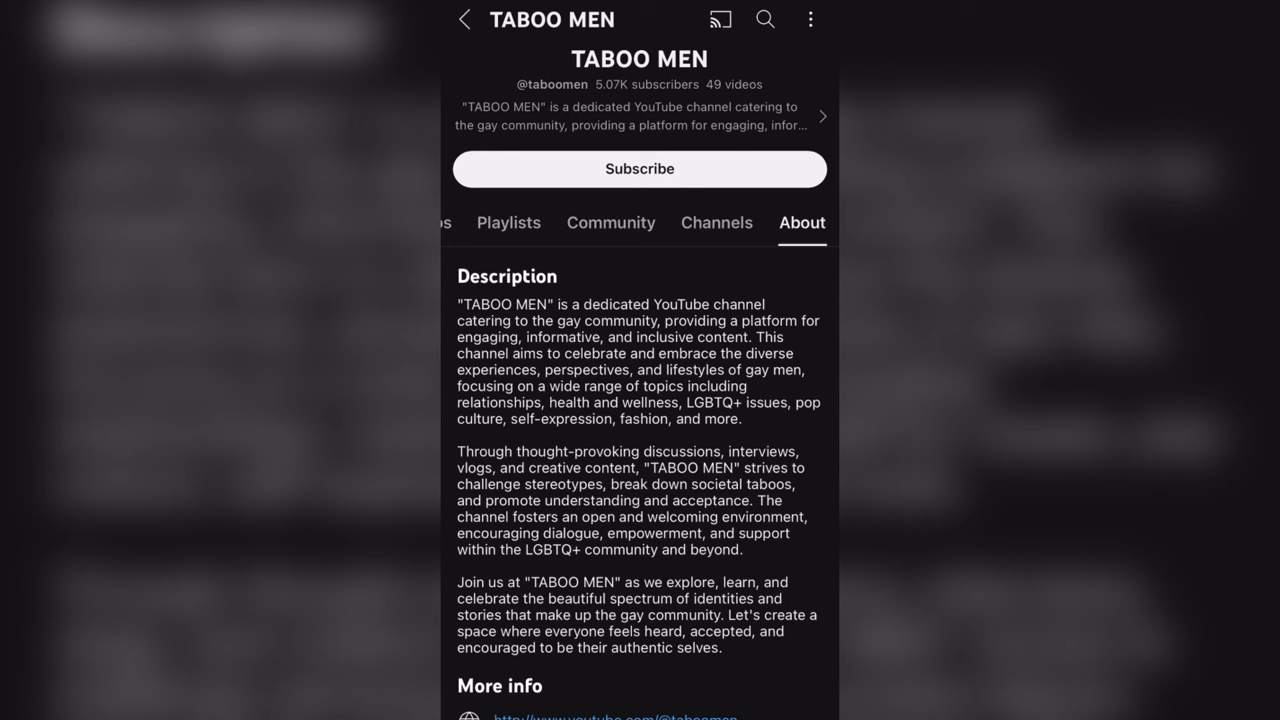 TABOO MEN
TABOO MEN
@taboomen 5.07K subscribers 49 videos
"TABOO MEN" is a dedicated YouTube channel catering to
the gay community, providing a platform for engaging, infor...
Subscribe
os Playlists Community Channels About
Description
"TABOO MEN" is a dedicated YouTube channel
catering to the gay community, providing a platform for
engaging, informative, and inclusive content. This
channel aims to celebrate and embrace the diverse
experiences, perspectives, and lifestyles of gay men,
focusing on a wide range of topics including
relationships, health and wellness, LGBTQ+ issues, pop
culture, self-expression, fashion, and more.
Through thought-provoking discussions, interviews,
vlogs, and creative content, "TABOO MEN" strives to
challenge stereotypes, break down societal taboos,
and promote understanding and acceptance. The
channel fosters an open and welcoming environment,
encouraging dialogue, empowerment, and support
within the LGBTQ+ community and beyond.
Join us at "TABOO MEN" as we explore, learn, and
celebrate the beautiful spectrum of identities and
stories that make up the gay community. Let's create a
space where everyone feels heard, accepted, and
encouraged to be their authentic selves.
More info
http://www.youtube.com/@taboomen